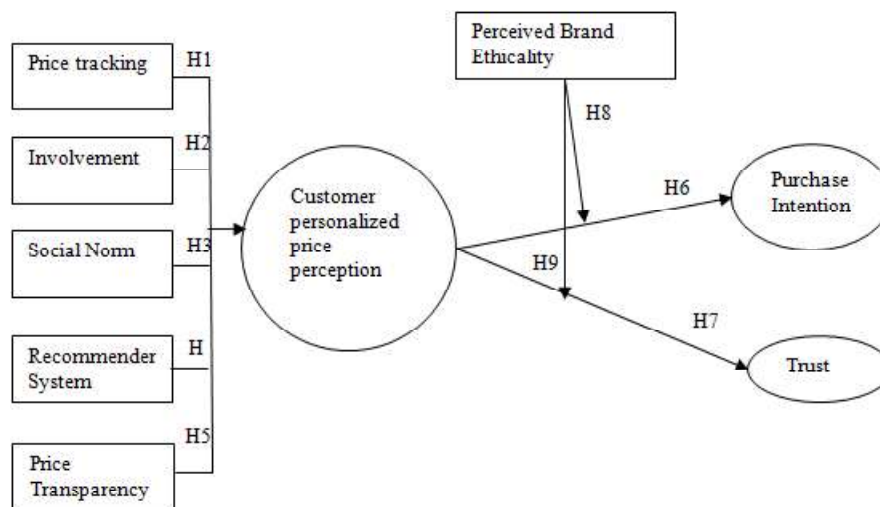 Price tracking
H1
Involvement
H2
Social Norm
H3
Recommender
System
H
Price
Transparency
H5
Customer
personalized
price
perception
Perceived Brand
Ethicality
H8
H9
H6
H7
Purchase
Intention
Trust